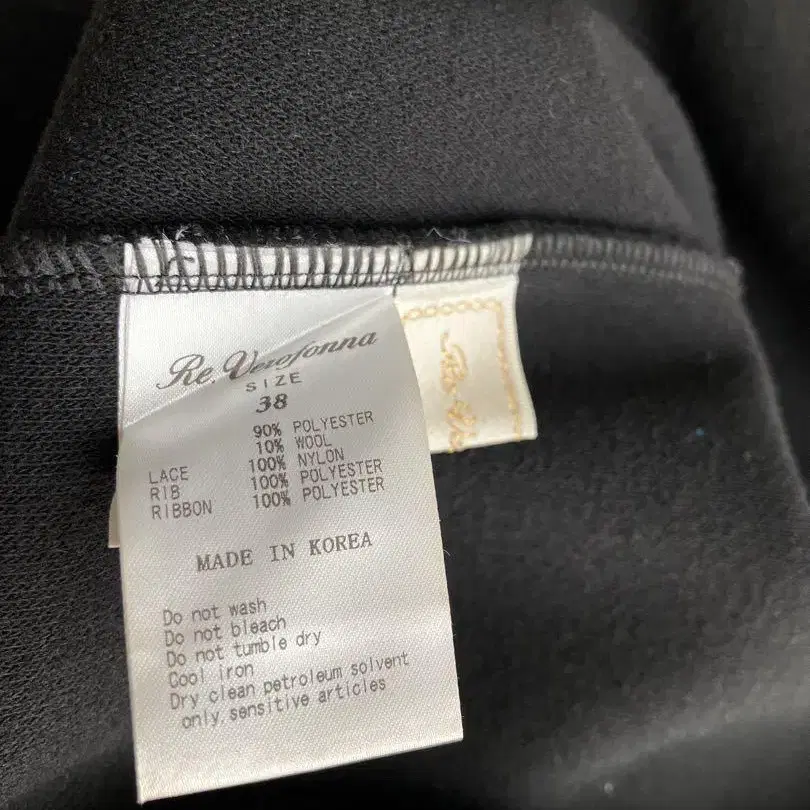 Re. Verofonna
SIZE
38
90% POLYESTER
10% WOOL
LACE 100% NYLON
RIB 100% POLYESTER
RIBBON 100% POLYESTER
MADE IN KOREA
Do not wash
Do not bleach
Do not tumble dry
Cool iron
Dry clean petroleum solvent
only, sensitive articles